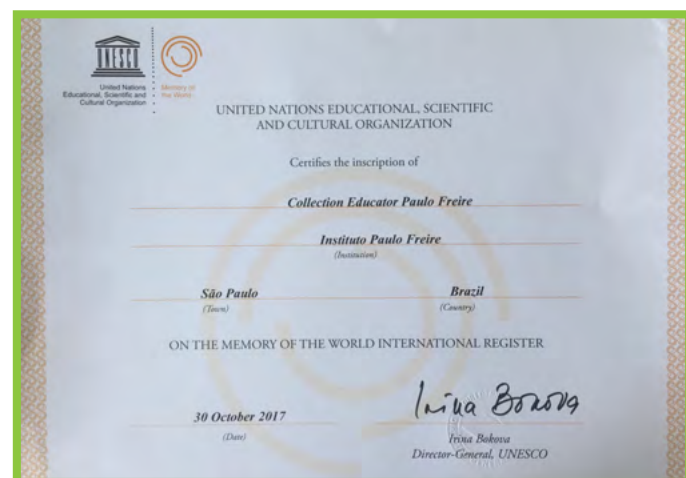 UNESCO
United Nations
Educational, Scientific and
Cultural Organization
Memory of
the World
UNITED NATIONS EDUCATIONAL, SCIENTIFIC
AND CULTURAL ORGANIZATION
Certifies the inscription of
Collection Educator Paulo Freire
Instituto Paulo Freire
(Institution)
São Paulo
Brazil
(Town)
(Country)
ON THE MEMORY OF THE WORLD INTERNATIONAL REGISTER
Irina Bokova
30 October 2017
(Date)
Irina Bokova
Director-General, UNESCO